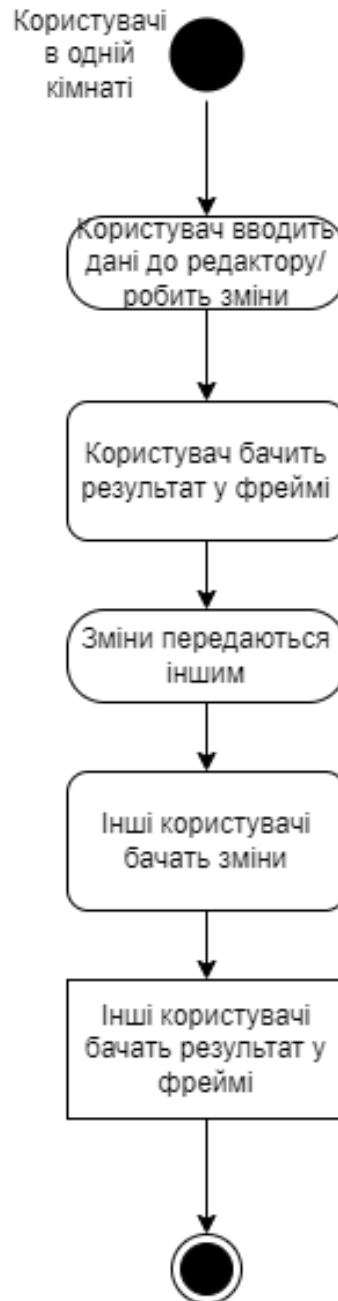 Користувачі
в одній
кімнаті
Користувач вводить
дані до редактору/
робить зміни
Користувач бачить
результат у фреймі
Зміни передаються
іншим
Інші користувачі
бачать зміни
Інші користувачі
бачать результат у
фреймі